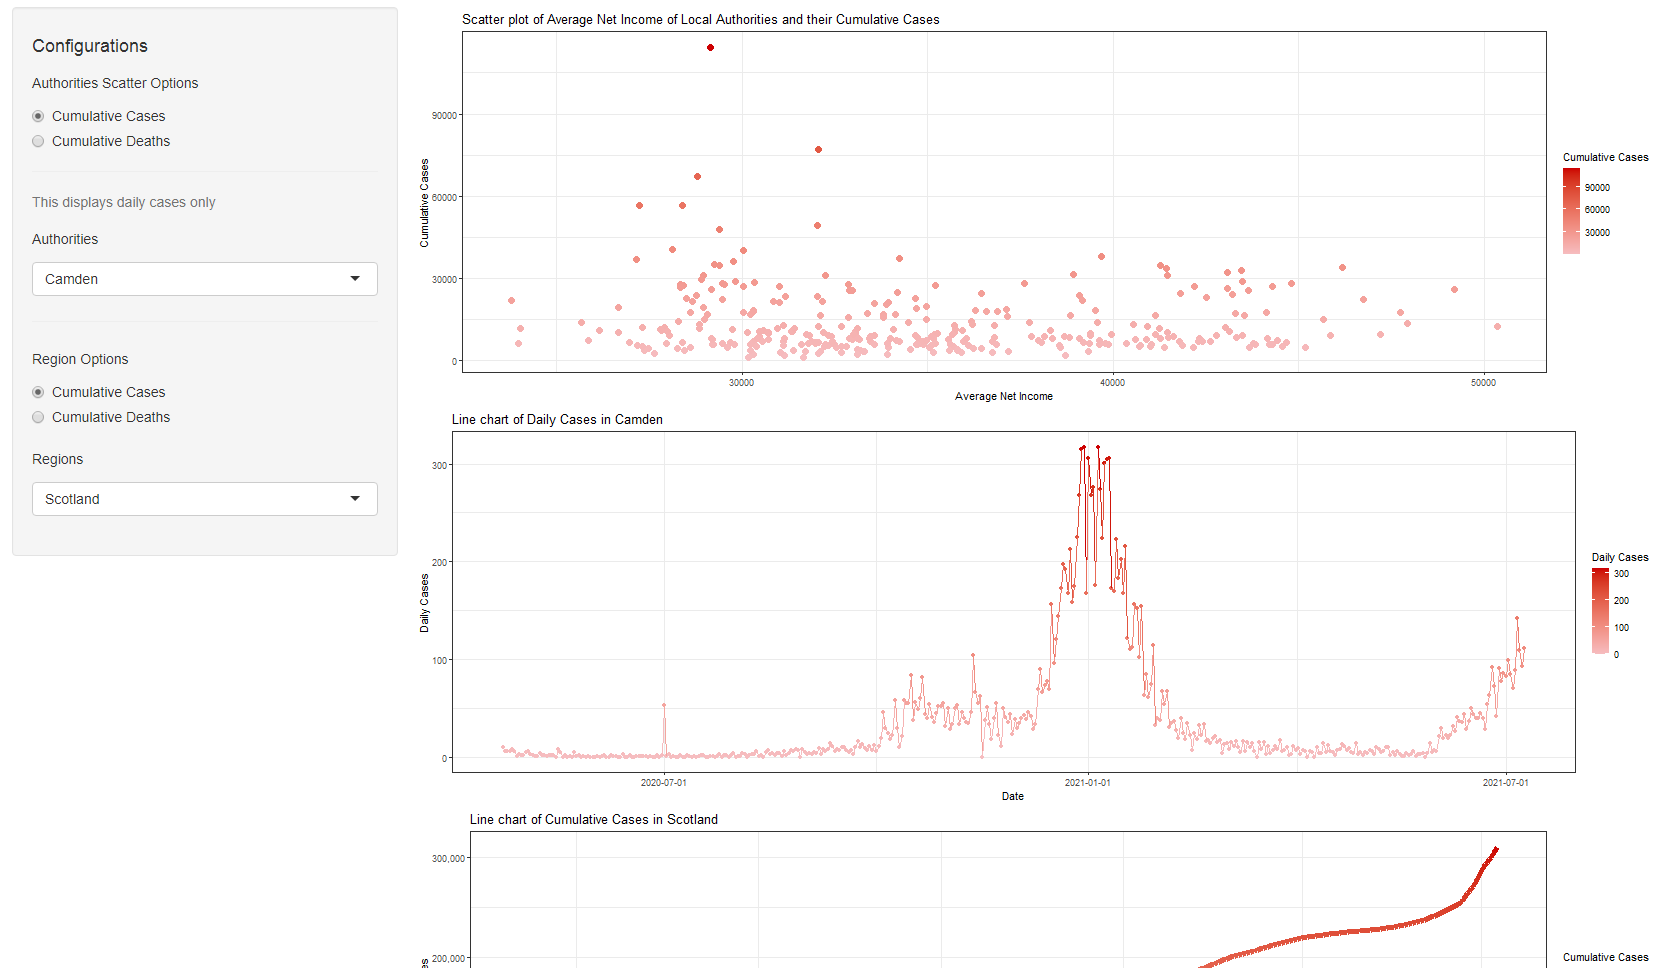 Configurations
Authorities Scatter Options
Cumulative Cases
Cumulative Deaths
This displays daily cases only
Authorities
Camden
Region Options
Cumulative Cases
Cumulative Deaths
Regions
Scotland
Scatter plot of Average Net Income of Local Authorities and their Cumulative Cases
Cumulative Cases
90000
60000
30000
0
30000
40000
50000
Average Net Income
Cumulative Cases
90000
60000
30000
Line chart of Daily Cases in Camden
Daily Cases
300
200
100
0
2020-07-01
2021-01-01
2021-07-01
Date
Daily Cases
300
200
100
0
Line chart of Cumulative Cases in Scotland
300,000
200,000
Cumulative Cases